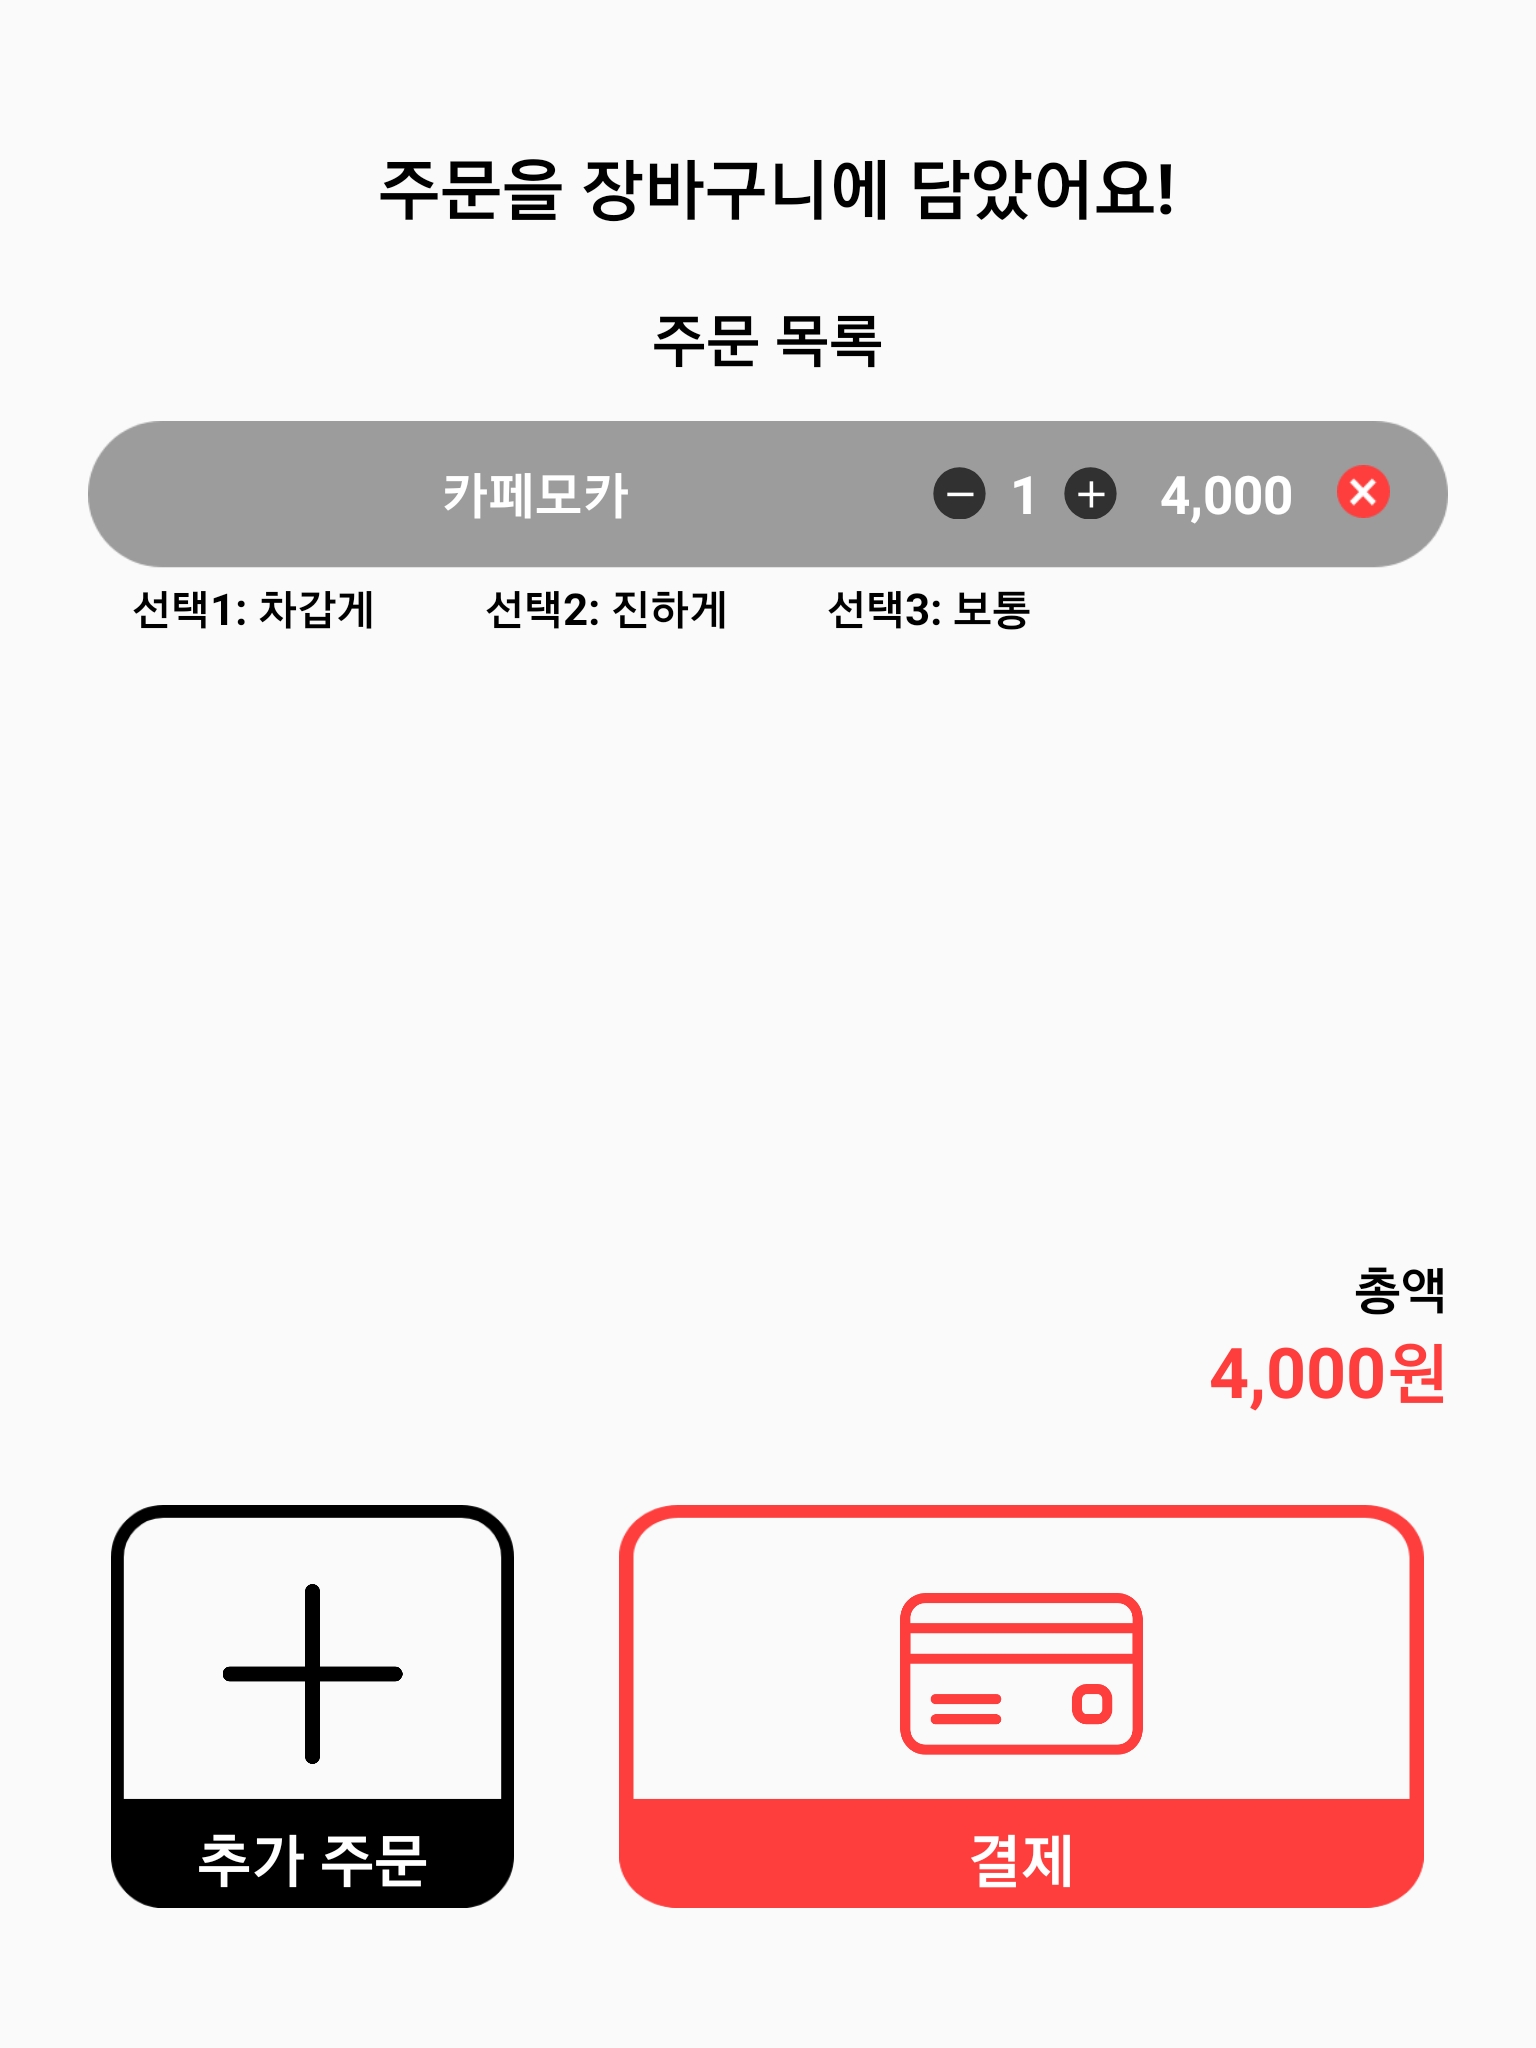 주문을 장바구니에 담았어요!
주문 목록
카페모카 1 4,000
선택1: 차갑게 선택2: 진하게 선택3: 보통
총액
4,000원
추가 주문
결제